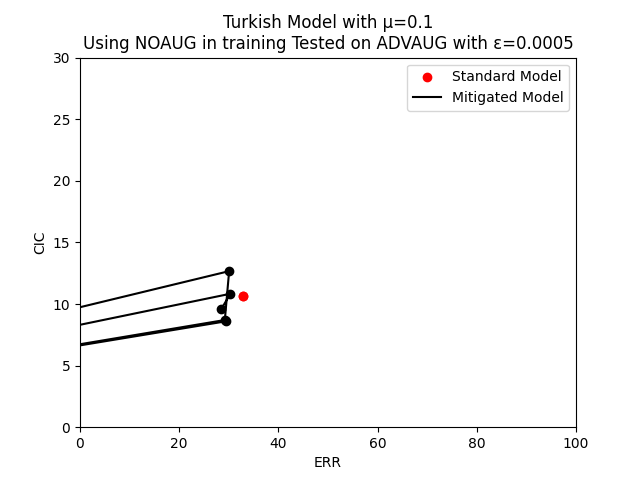 Turkish Model with μ=0.1
Using NOAUG in training Tested on ADVAUG with ε=0.0005
Standard Model
Mitigated Model
30
25
20
15
10
5
0
CIC
0 20 40 60 80 100
ERR